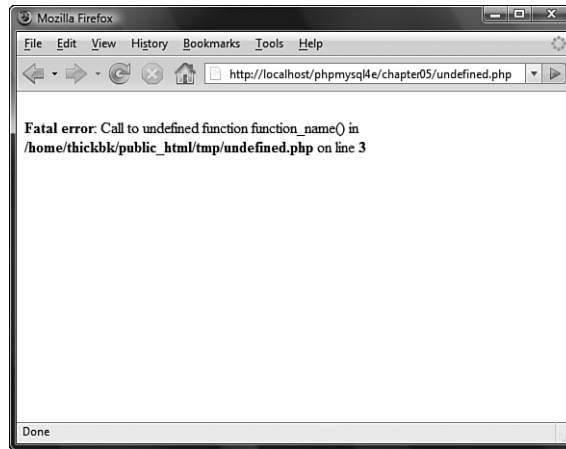 Mozilla Firefox
File Edit View History Bookmarks Tools Help
http://localhost/phpmysql4e/chapter05/undefined.php
Fatal error: Call to undefined function function_name() in
/home/thickbk/public_html/tmp/undefined.php on line 3
Done